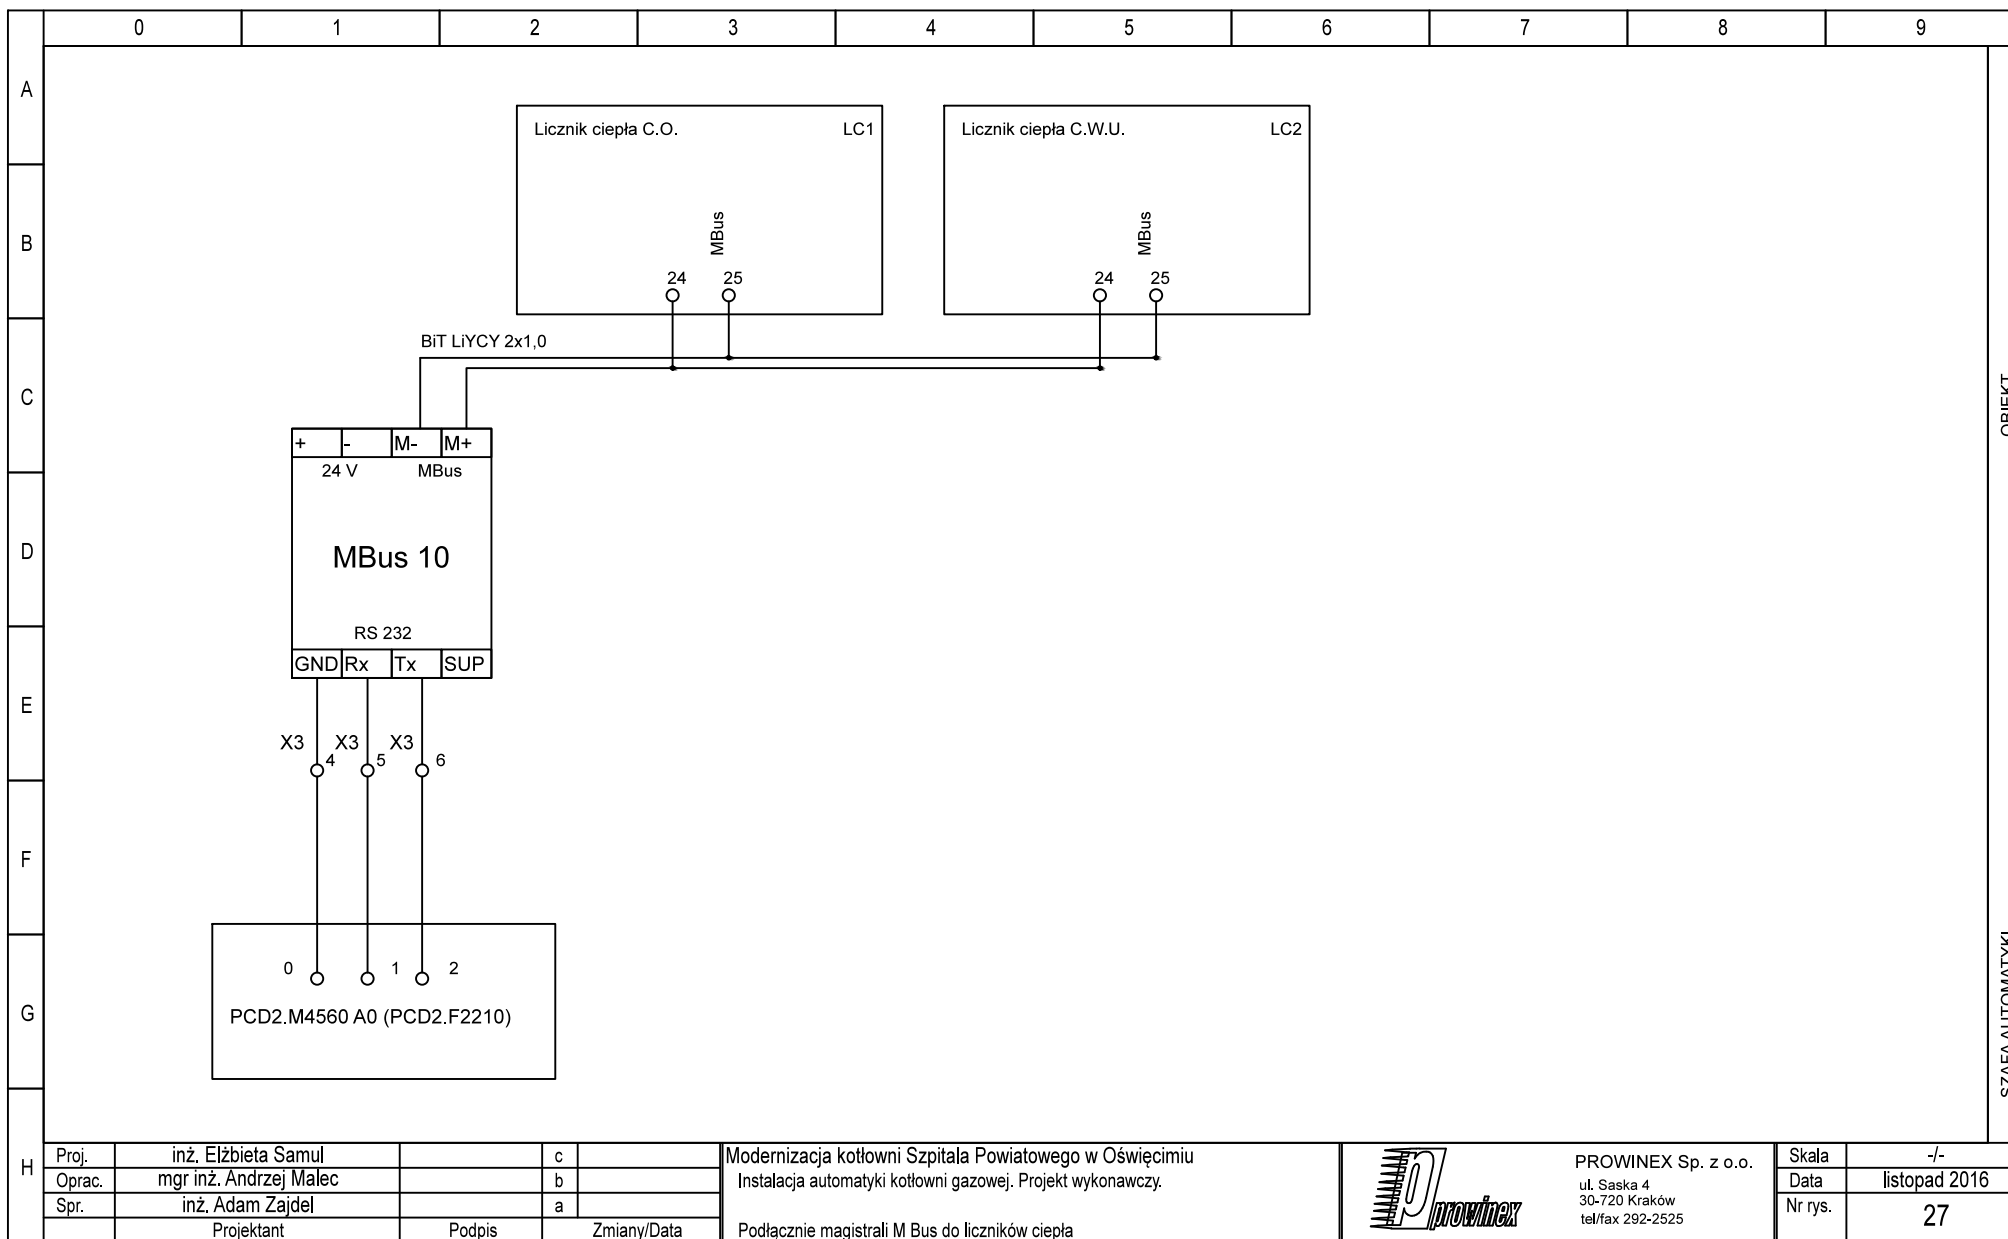 0 1 2 3 4 5 6 7 8 9
A
Licznik ciepła C.O. LC1
Licznik ciepła C.W.U. LC2
B
MBus
MBus
24 25
24 25
BiT LiYCY 2x1,0
C
OBIEKT
+ - M- M+
24 V MBus
D
MBus 10
RS 232
GND Rx Tx SUP
E
X3 4 X3 5 X3 6
F
0 1 2
G
PCD2.M4560 A0 (PCD2.F2210)
SZAFA AUTOMATYKI
H
Proj. inż. Elżbieta Samul c
Oprac. mgr inż. Andrzej Malec b
Spr. inż. Adam Zajdel a
Projektant Podpis Zmiany/Data
Modernizacja kotłowni Szpitala Powiatowego w Oświęcimiu
Instalacja automatyki kotłowni gazowej. Projekt wykonawczy.
Podłącznie magistrali M Bus do liczników ciepła
p prowinex
PROWINEX Sp. z o.o.
ul. Saska 4
30-720 Kraków
tel/fax 292-2525
Skala -/-
Data listopad 2016
Nr rys. 27